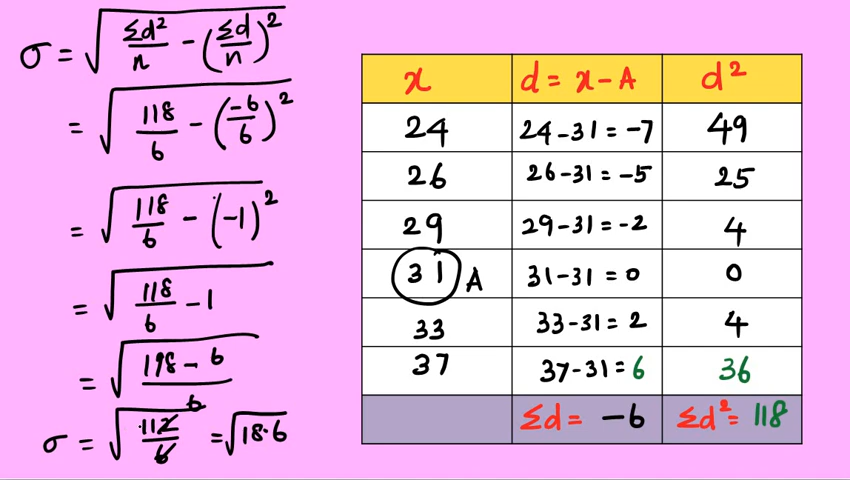 σ = √(Σd²/n − (Σd/n)²)
= √(118/6 − (−6/6)²)
= √(118/6 − (−1)²)
= √(118/6 − 1)
= √((118 − 6)/6)
σ = √(112/6) = √18.6
x d = x − A d²
24 24 − 31 = −7 49
26 26 − 31 = −5 25
29 29 − 31 = −2 4
31 A 31 − 31 = 0 0
33 33 − 31 = 2 4
37 37 − 31 = 6 36
Σd = −6 Σd² = 118